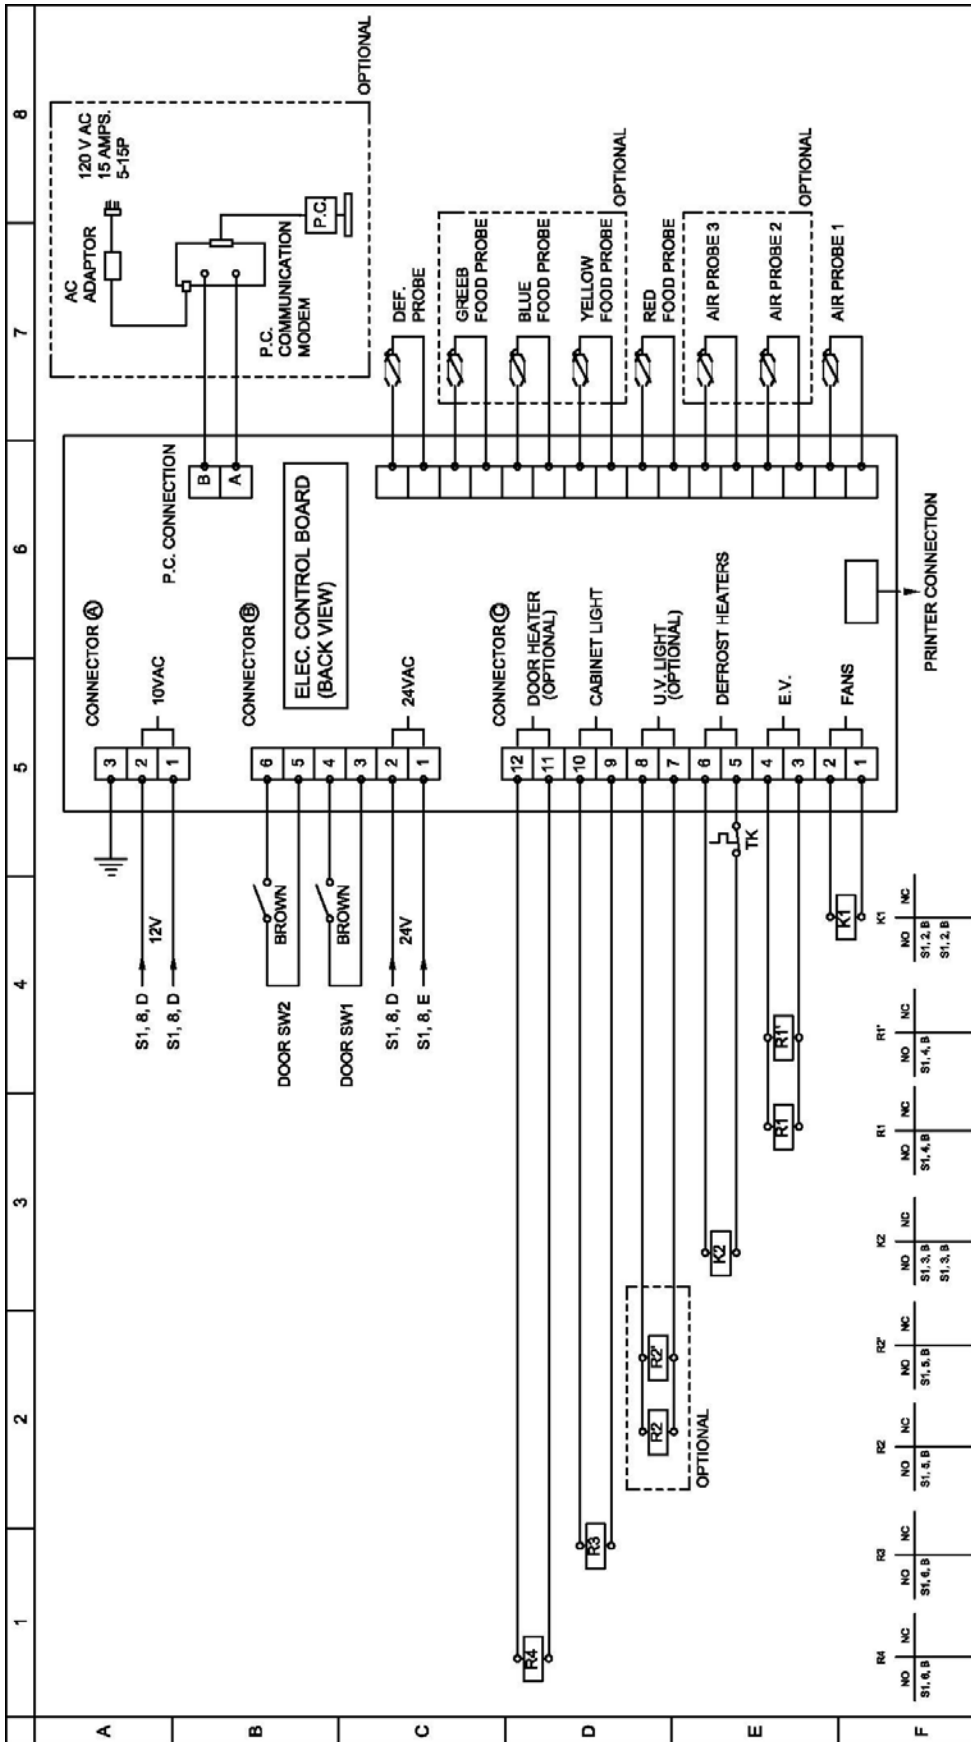 1
2
3
4
5
6
7
8
A
B
C
D
E
F
120 V AC
15 AMPS.
5-15P
AC
ADAPTOR
P.C.
P.C.
COMMUNICATION
MODEM
OPTIONAL
CONNECTOR A
3
2
1
10VAC
12V
S1, 8, D
S1, 8, D
P.C. CONNECTION
B
A
CONNECTOR B
6
5
4
3
2
1
24VAC
BROWN
DOOR SW2
BROWN
DOOR SW1
24V
S1, 8, D
S1, 8, E
ELEC. CONTROL BOARD
(BACK VIEW)
DEF.
PROBE
GREEB
FOOD PROBE
BLUE
FOOD PROBE
YELLOW
FOOD PROBE
OPTIONAL
RED
FOOD PROBE
AIR PROBE 3
AIR PROBE 2
OPTIONAL
AIR PROBE 1
CONNECTOR C
12
11
DOOR HEATER
(OPTIONAL)
10
9
CABINET LIGHT
8
7
U.V. LIGHT
(OPTIONAL)
6
5
DEFROST HEATERS
4
3
E.V.
2
1
FANS
PRINTER CONNECTION
TK
R4
R3
R2
R2'
OPTIONAL
K2
R1
R1'
K1
R4
NO NC
S1, 6, B
R3
NO NC
S1, 6, B
R2
NO NC
S1, 5, B
R2'
NO NC
S1, 5, B
K2
NO NC
S1, 3, B
S1, 3, B
R1
NO NC
S1, 4, B
R1'
NO NC
S1, 4, B
K1
NO NC
S1, 2, B
S1, 2, B